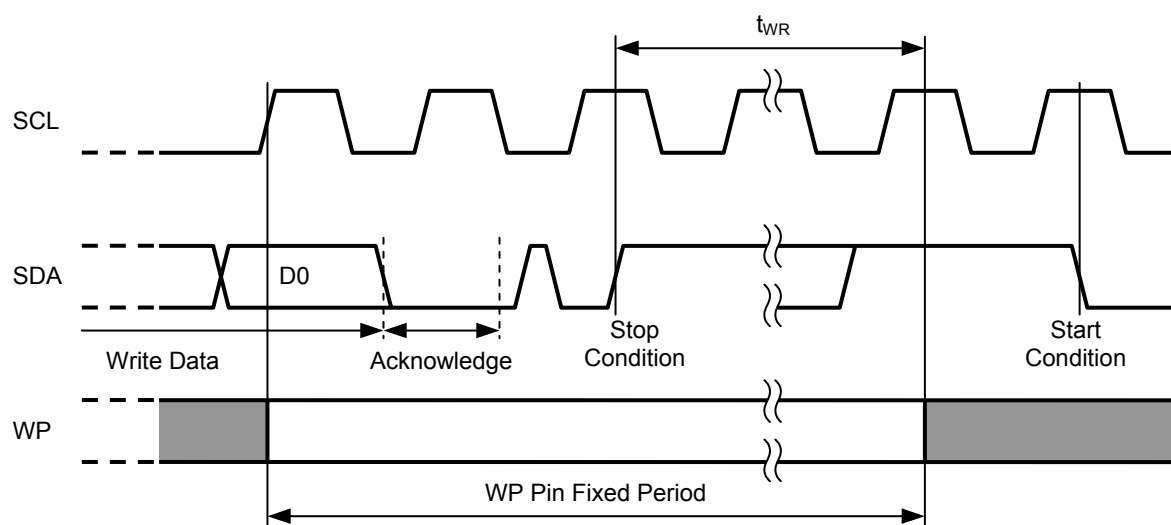 tWR
SCL
SDA
D0
Write Data
Acknowledge
Stop
Condition
Start
Condition
WP
WP Pin Fixed Period